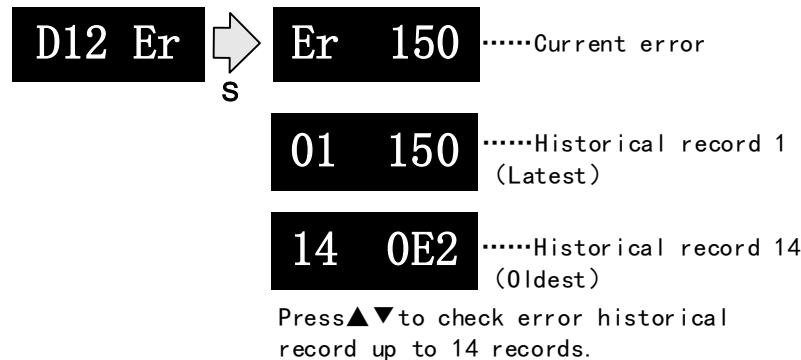 D12 Er
S
Er 150 ……Current error
01 150 ……Historical record 1
(Latest)
14 0E2 ……Historical record 14
(Oldest)
Press▲▼to check error historical
record up to 14 records.